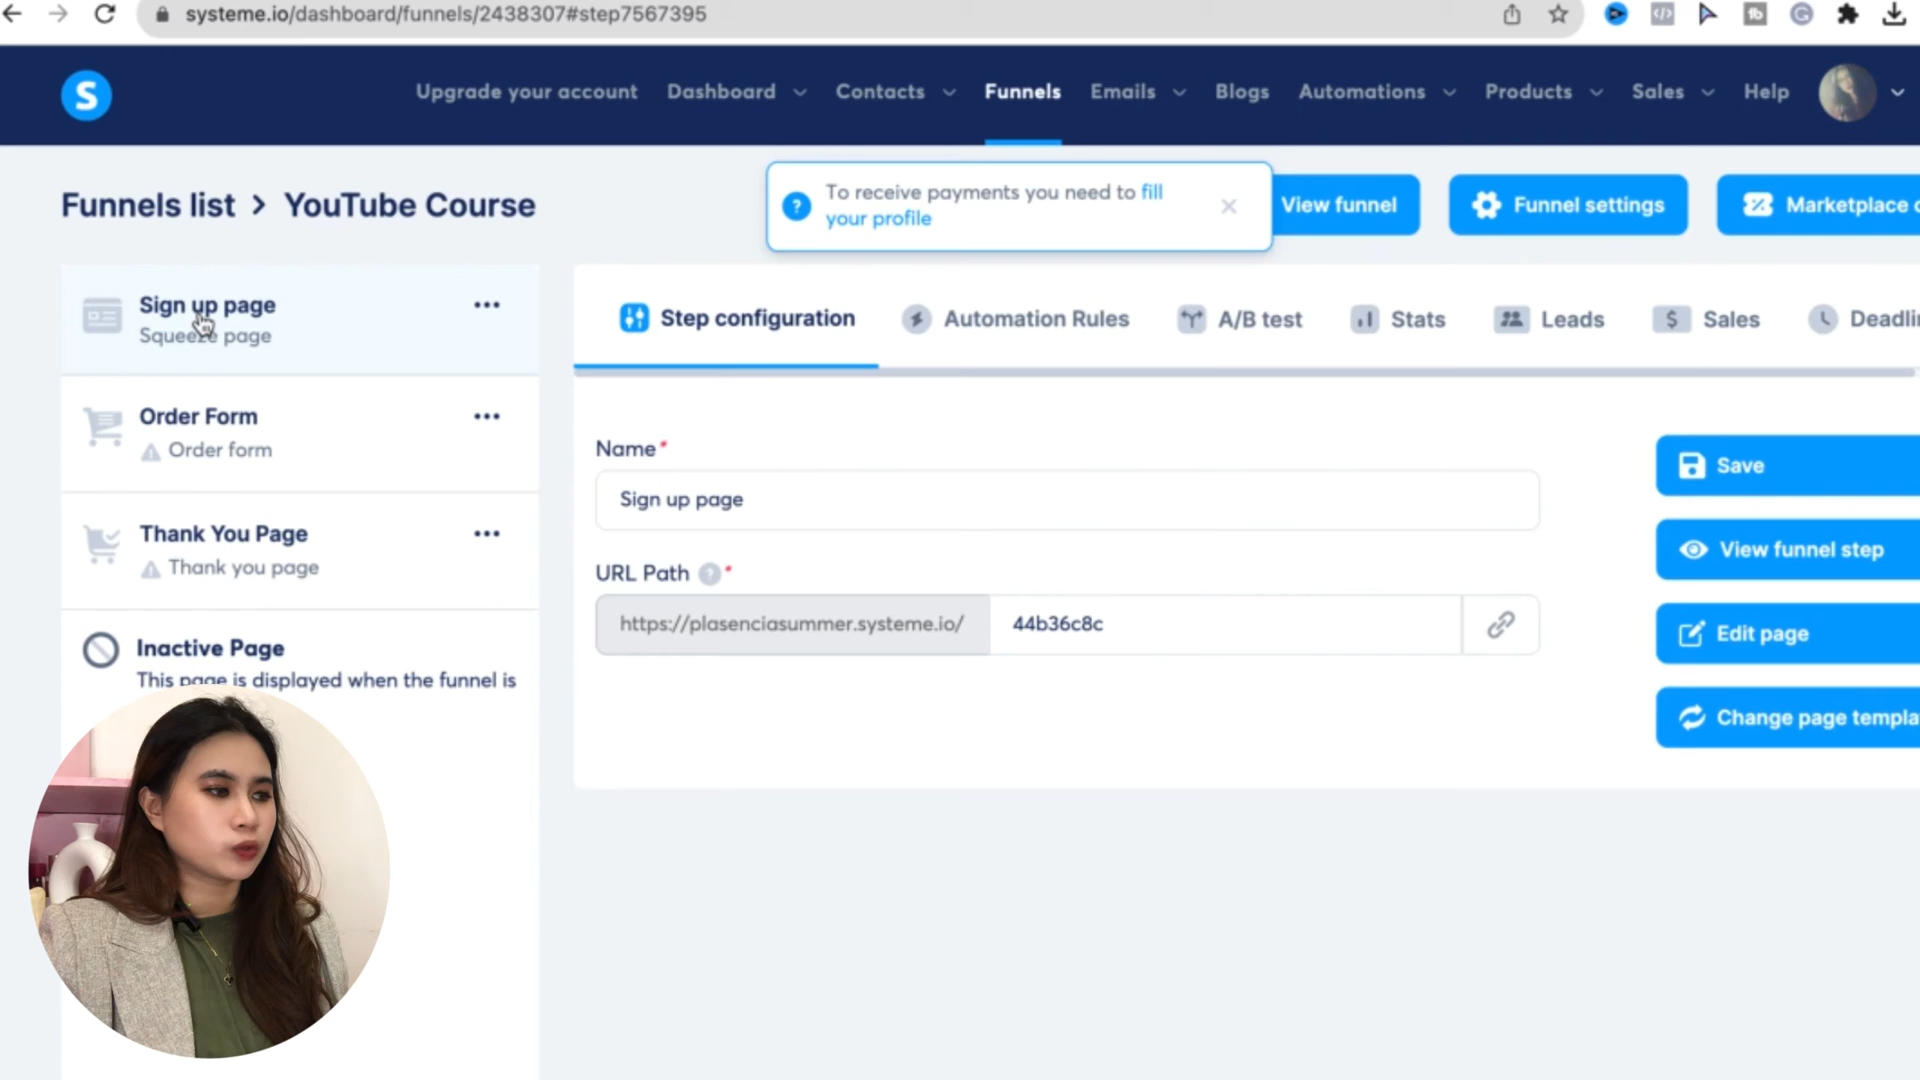 systeme.io/dashboard/funnels/2438307#step7567395
S
Upgrade your account Dashboard Contacts Funnels Emails Blogs Automations Products Sales Help
Funnels list > YouTube Course
To receive payments you need to fill
your profile
View funnel
Funnel settings
Marketplace
Sign up page
Squeeze page
Order Form
Order form
Thank You Page
Thank you page
Inactive Page
This page is displayed when the funnel is
Step configuration Automation Rules A/B test Stats Leads Sales
Name*
Sign up page
URL Path ? *
https://plasenciasummer.systeme.io/ 44b36c8c
Save
View funnel step
Edit page
Change page